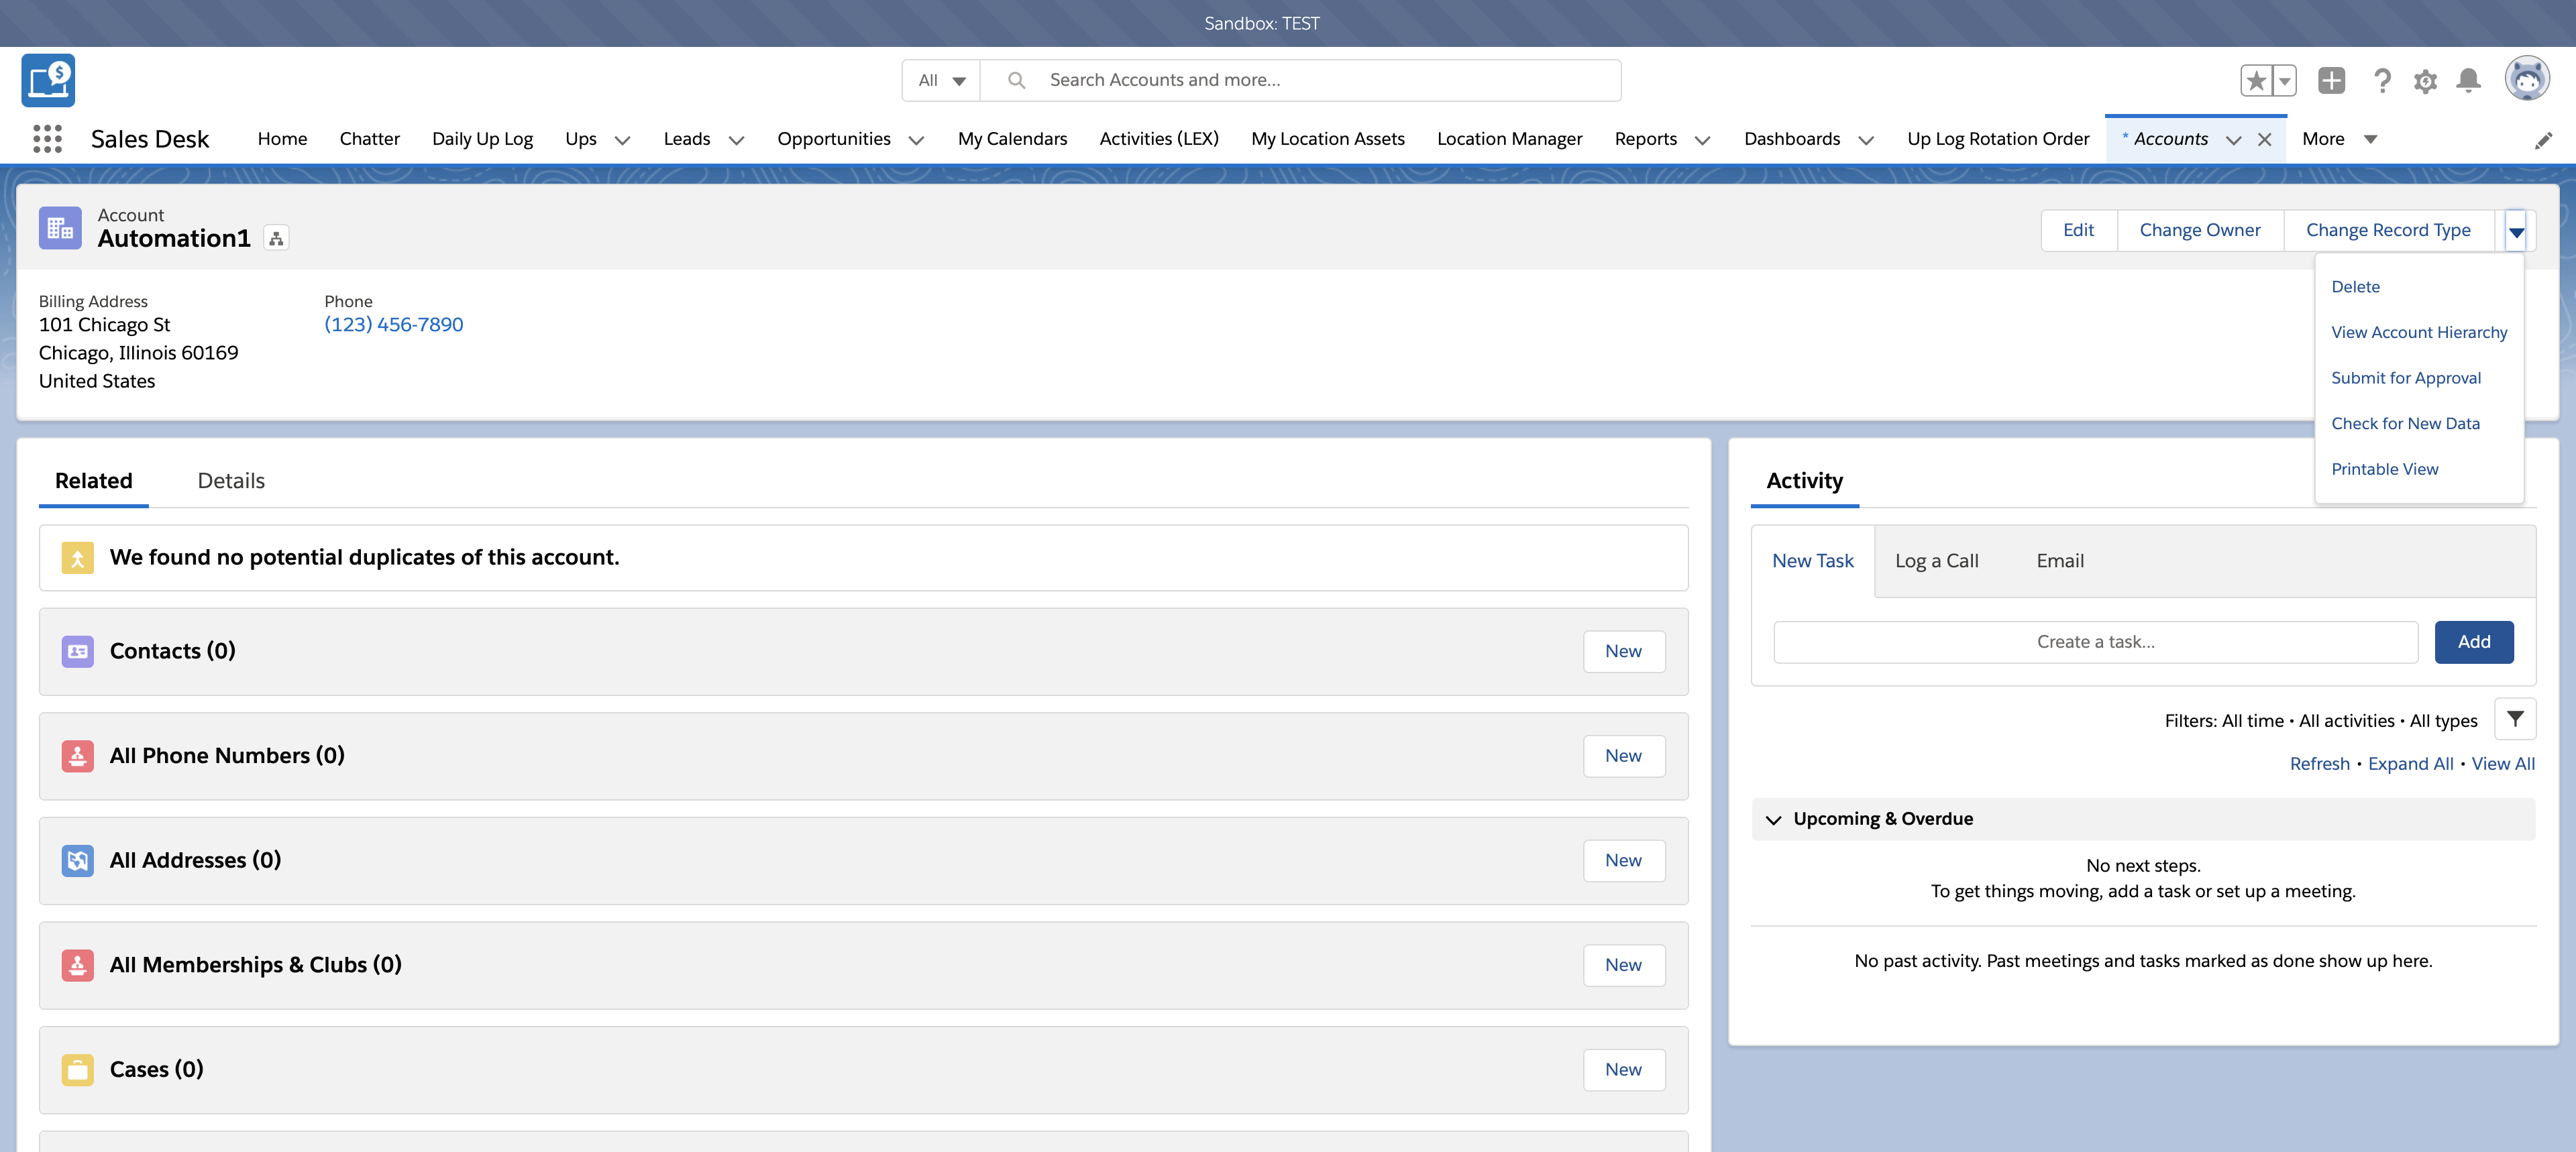 Sandbox: TEST
All
Search Accounts and more...
Sales Desk
Home
Chatter
Daily Up Log
Ups
Leads
Opportunities
My Calendars
Activities (LEX)
My Location Assets
Location Manager
Reports
Dashboards
Up Log Rotation Order
* Accounts
More
Account
Automation1
Edit
Change Owner
Change Record Type
Delete
View Account Hierarchy
Submit for Approval
Check for New Data
Printable View
Billing Address
101 Chicago St
Chicago, Illinois 60169
United States
Phone
(123) 456-7890
Related
Details
We found no potential duplicates of this account.
Contacts (0)
New
All Phone Numbers (0)
New
All Addresses (0)
New
All Memberships & Clubs (0)
New
Cases (0)
New
Activity
New Task
Log a Call
Email
Create a task...
Add
Filters: All time • All activities • All types
Refresh • Expand All • View All
Upcoming & Overdue
No next steps.
To get things moving, add a task or set up a meeting.
No past activity. Past meetings and tasks marked as done show up here.